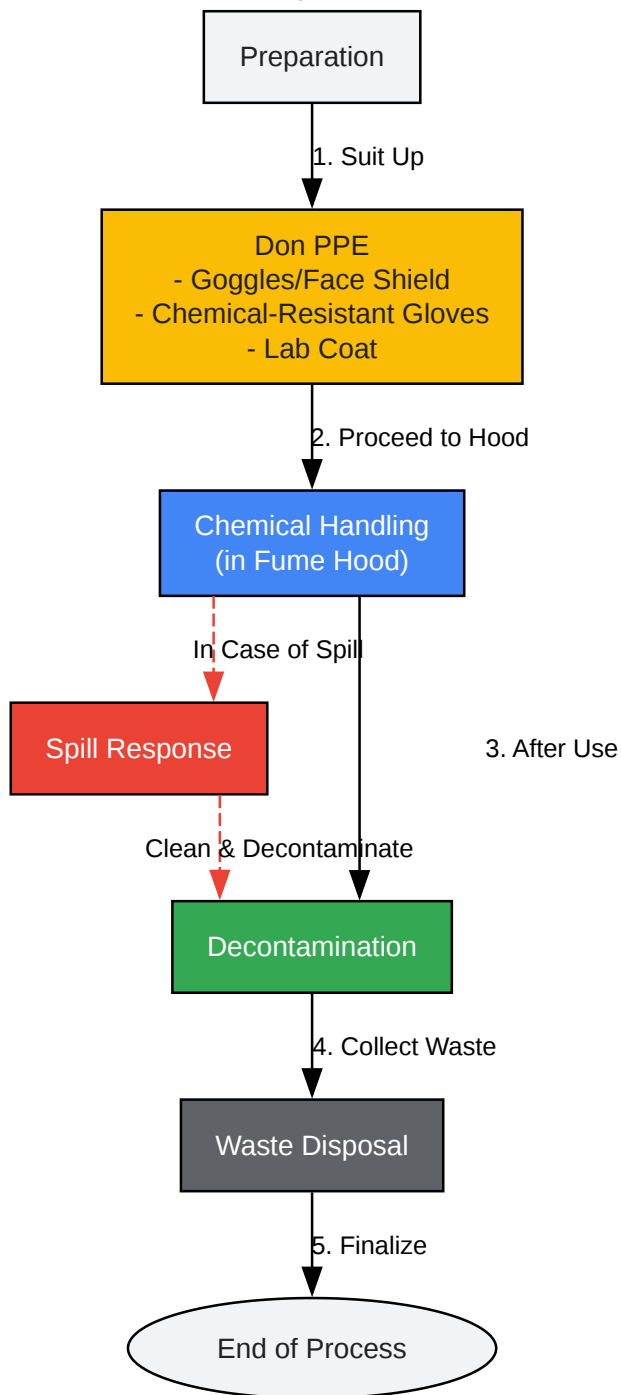 Preparation
1. Suit Up
Don PPE
- Goggles/Face Shield
- Chemical-Resistant Gloves
- Lab Coat
2. Proceed to Hood
Chemical Handling
(in Fume Hood)
In Case of Spill
Spill Response
3. After Use
Clean & Decontaminate
Decontamination
4. Collect Waste
Waste Disposal
5. Finalize
End of Process